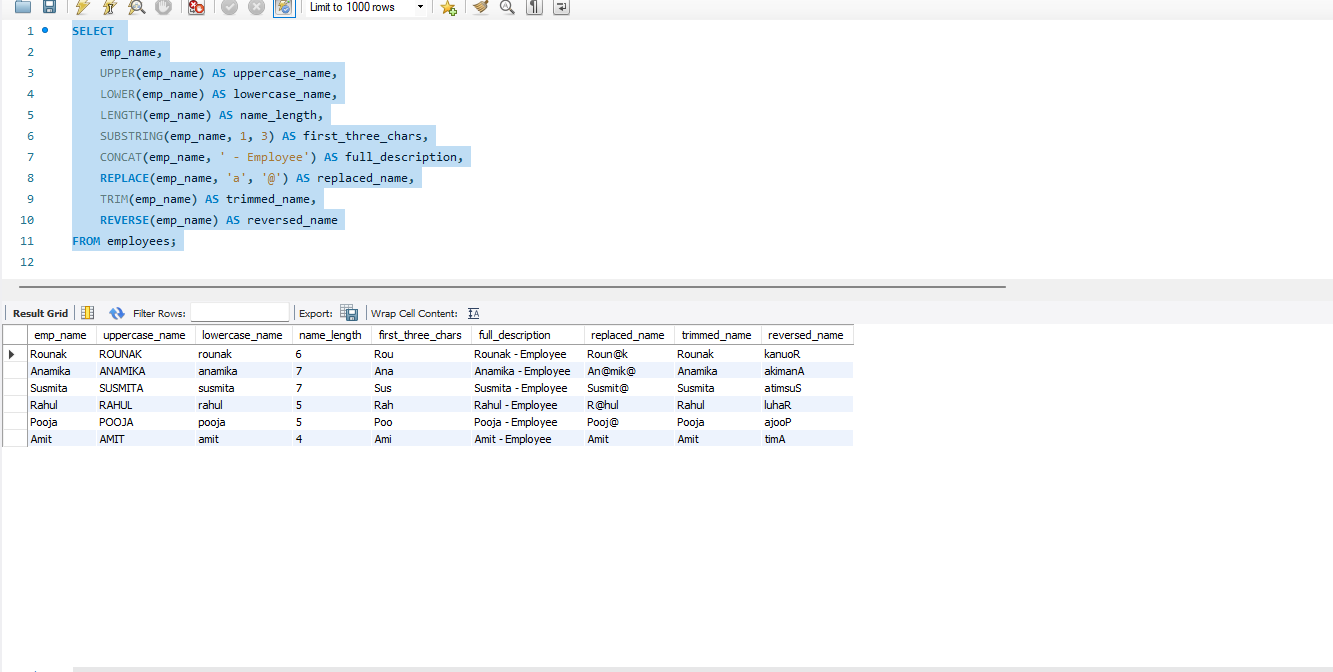 Limit to 1000 rows
1 SELECT
2 emp_name,
3 UPPER(emp_name) AS uppercase_name,
4 LOWER(emp_name) AS lowercase_name,
5 LENGTH(emp_name) AS name_length,
6 SUBSTRING(emp_name, 1, 3) AS first_three_chars,
7 CONCAT(emp_name, ' - Employee') AS full_description,
8 REPLACE(emp_name, 'a', '@') AS replaced_name,
9 TRIM(emp_name) AS trimmed_name,
10 REVERSE(emp_name) AS reversed_name
11 FROM employees;
12
Result Grid Filter Rows: Export: Wrap Cell Content:
emp_name uppercase_name lowercase_name name_length first_three_chars full_description replaced_name trimmed_name reversed_name
Rounak ROUNAK rounak 6 Rou Rounak - Employee Roun@k Rounak kanuoR
Anamika ANAMIKA anamika 7 Ana Anamika - Employee An@mik@ Anamika akimanA
Susmita SUSMITA susmita 7 Sus Susmita - Employee Susmit@ Susmita atimsuS
Rahul RAHUL rahul 5 Rah Rahul - Employee R@hul Rahul luhaR
Pooja POOJA pooja 5 Poo Pooja - Employee Pooj@ Pooja ajooP
Amit AMIT amit 4 Ami Amit - Employee Amit Amit timA